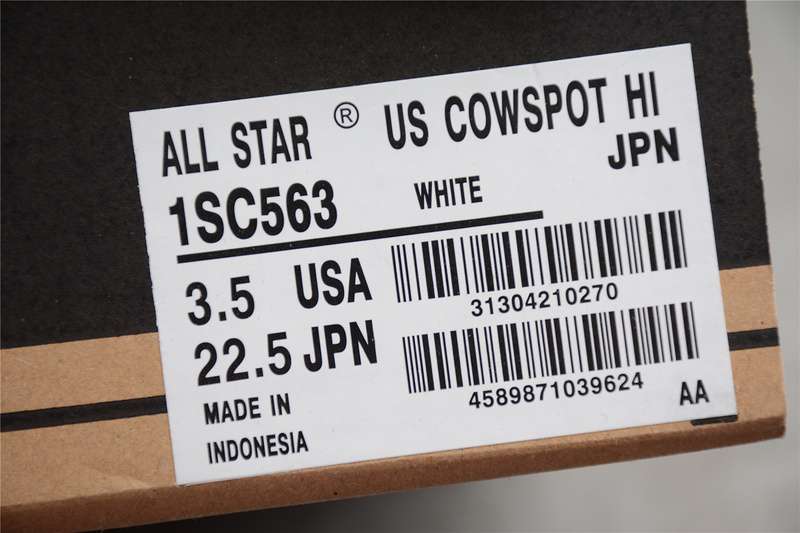 ALL STAR ® US COWSPOT HI
JPN
1SC563 WHITE
3.5 USA
31304210270
22.5 JPN
4589871039624
MADE IN
INDONESIA
AA